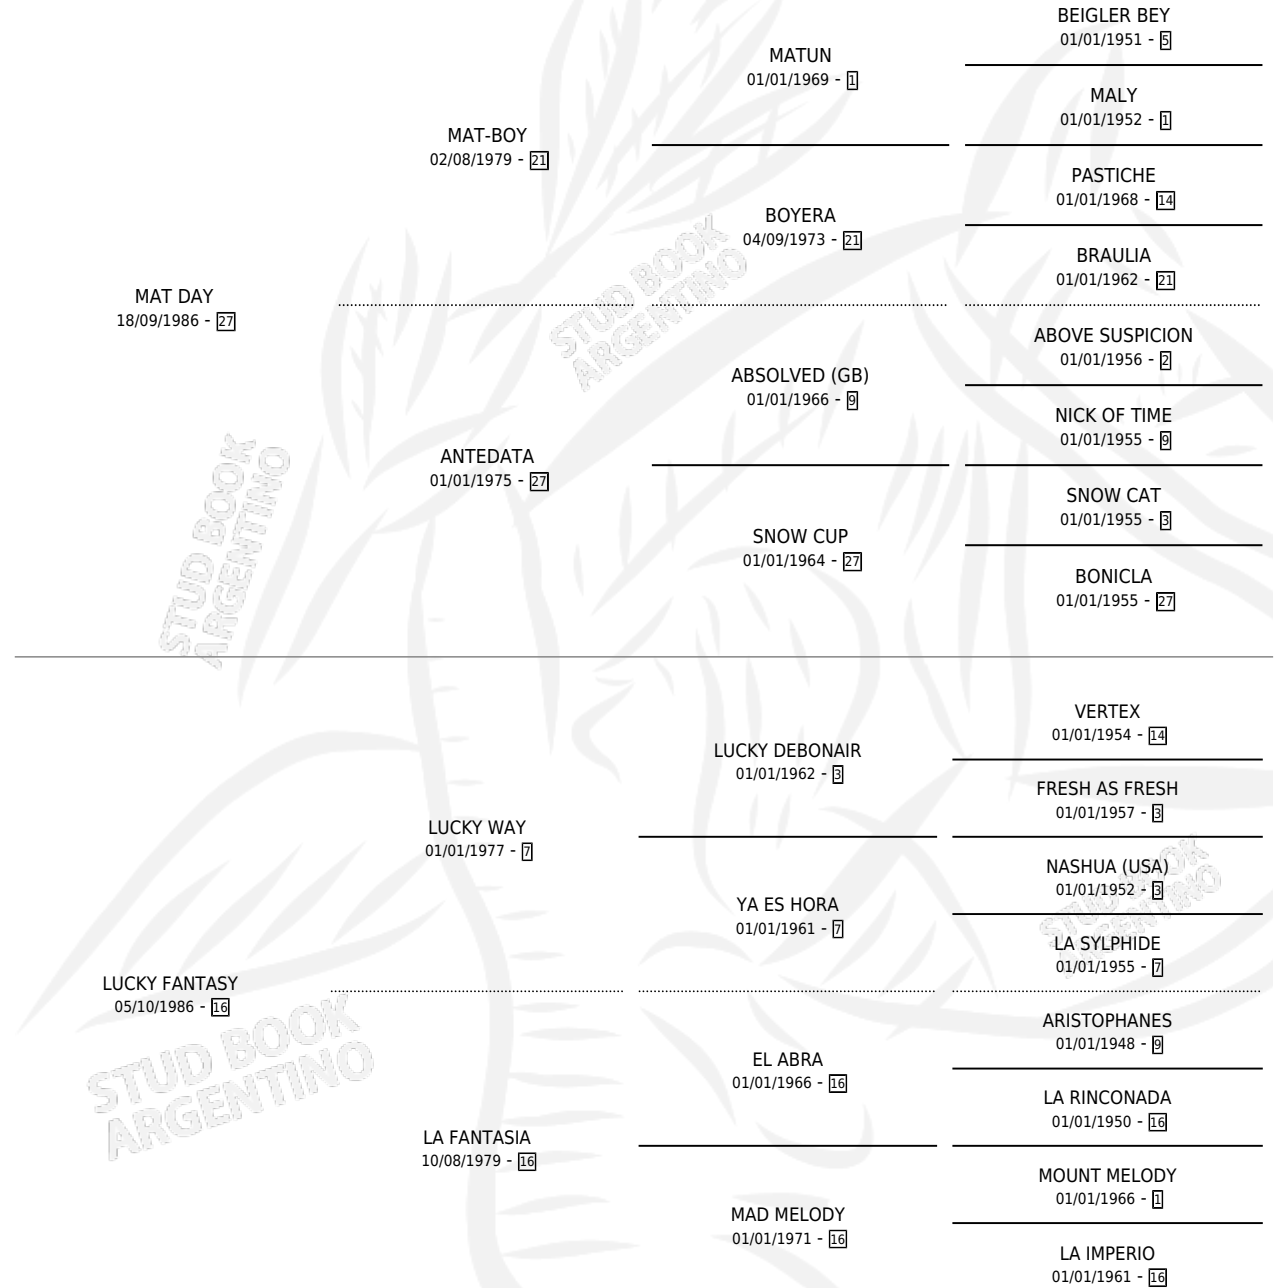 BEIGLER BEY
01/01/1951 - 5
MATUN
01/01/1969 - 1
MALY
01/01/1952 - 1
MAT-BOY
02/08/1979 - 21
PASTICHE
01/01/1968 - 14
BOYERA
04/09/1973 - 21
BRAULIA
01/01/1962 - 21
MAT DAY
18/09/1986 - 27
STUD BOOK
ARGENTINO
ABOVE SUSPICION
01/01/1956 - 2
ABSOLVED (GB)
01/01/1966 - 9
NICK OF TIME
01/01/1955 - 9
ANTEDATA
01/01/1975 - 27
SNOW CAT
01/01/1955 - 3
SNOW CUP
01/01/1964 - 27
BONICLA
01/01/1955 - 27
STUD BOOK
ARGENTINO
VERTEX
01/01/1954 - 14
LUCKY DEBONAIR
01/01/1962 - 3
FRESH AS FRESH
01/01/1957 - 3
LUCKY WAY
01/01/1977 - 7
NASHUA (USA)
01/01/1952 - 3
YA ES HORA
01/01/1961 - 7
LA SYLPHIDE
01/01/1955 - 7
STUD BOOK
ARGENTINO
LUCKY FANTASY
05/10/1986 - 16
ARISTOPHANES
01/01/1948 - 9
EL ABRA
01/01/1966 - 16
LA RINCONADA
01/01/1950 - 16
STUD BOOK
ARGENTINO
LA FANTASIA
10/08/1979 - 16
MOUNT MELODY
01/01/1966 - 1
MAD MELODY
01/01/1971 - 16
LA IMPERIO
01/01/1961 - 16